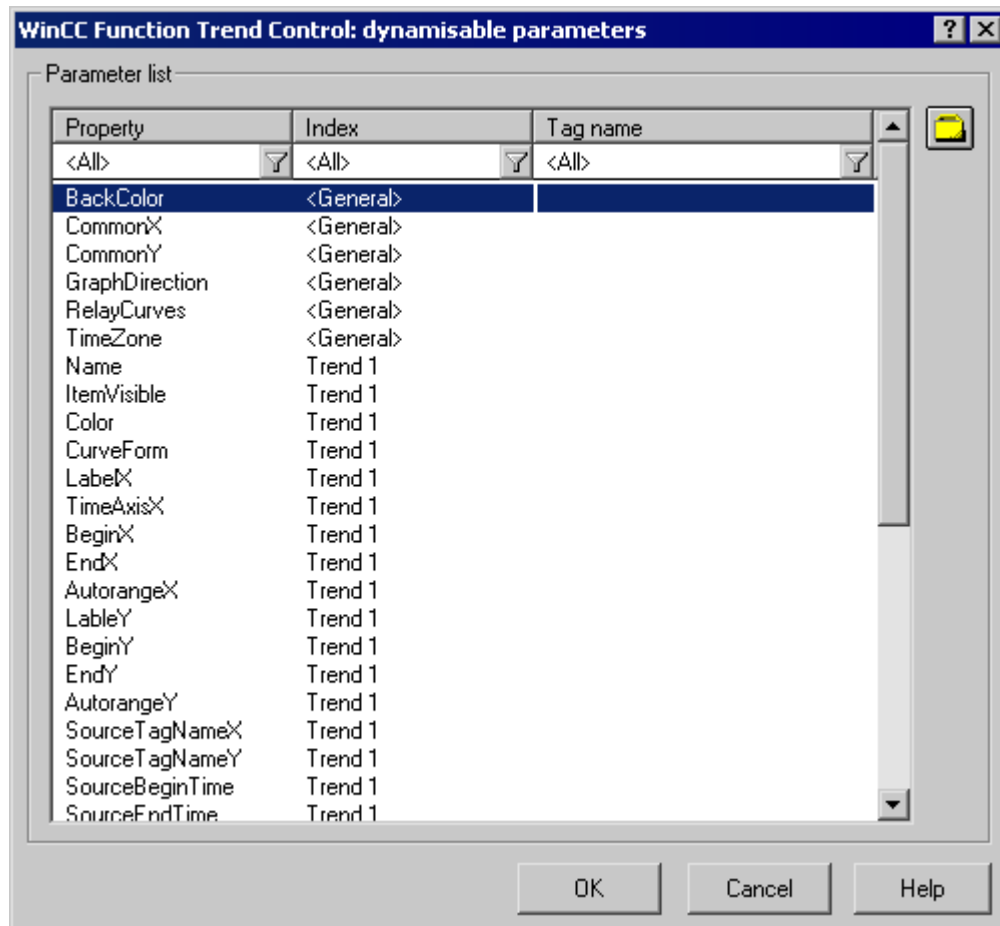 WinCC Function Trend Control: dynamisable parameters
Parameter list
Property Index Tag name
<All> <All> <All>
BackColor <General>
CommonX <General>
CommonY <General>
GraphDirection <General>
RelayCurves <General>
TimeZone <General>
Name Trend 1
ItemVisible Trend 1
Color Trend 1
CurveForm Trend 1
LabelX Trend 1
TimeAxisX Trend 1
BeginX Trend 1
EndX Trend 1
AutorangeX Trend 1
LableY Trend 1
BeginY Trend 1
EndY Trend 1
AutorangeY Trend 1
SourceTagNameX Trend 1
SourceTagNameY Trend 1
SourceBeginTime Trend 1
SourceEndTime Trend 1
OK Cancel Help